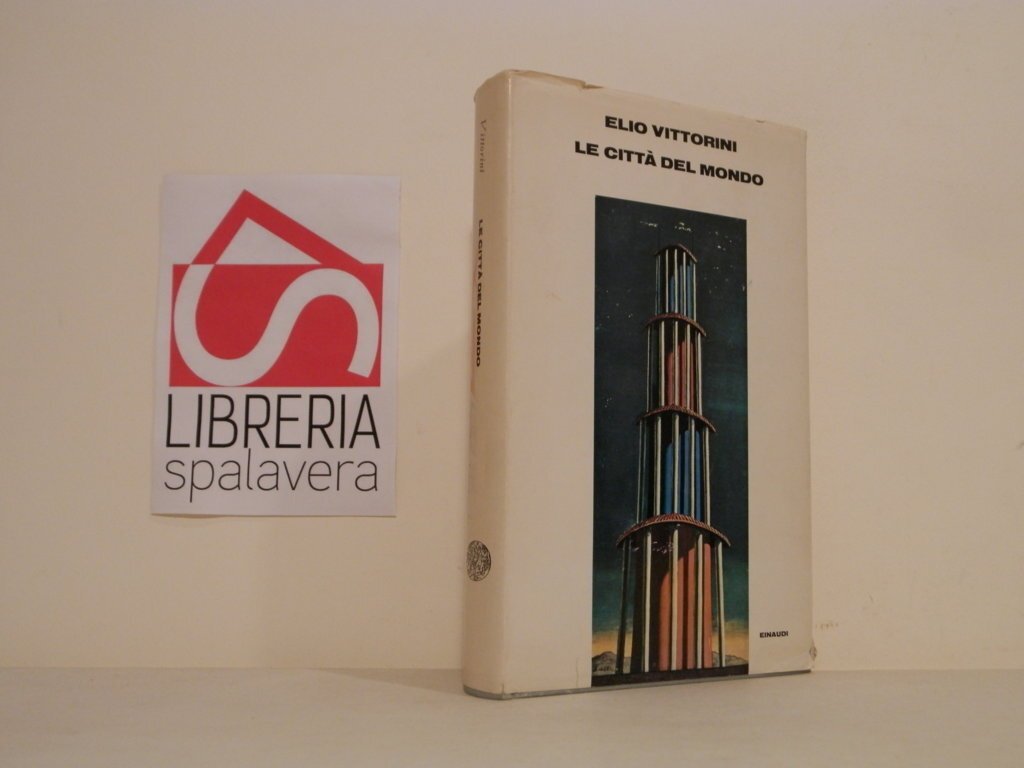 LIBRERIA
spalavera
Vittorini
LE CITTÀ DEL MONDO
ELIO VITTORINI
LE CITTÀ DEL MONDO
EINAUDI